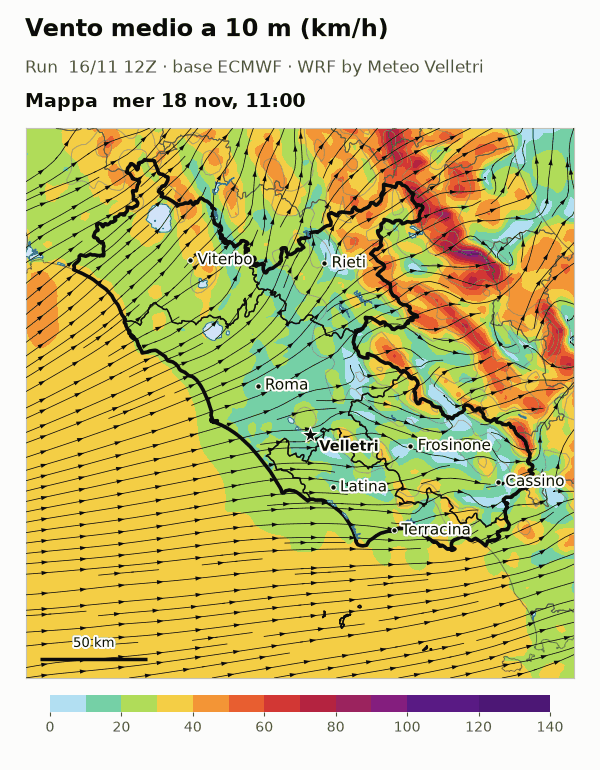 Vento medio a 10 m (km/h)
Run  16/11 12Z · base ECMWF · WRF by Meteo Velletri
Mappa  mer 18 nov, 11:00
Viterbo
Rieti
Roma
Velletri
Frosinone
Latina
Cassino
Terracina
50 km
0 20 40 60 80 100 120 140